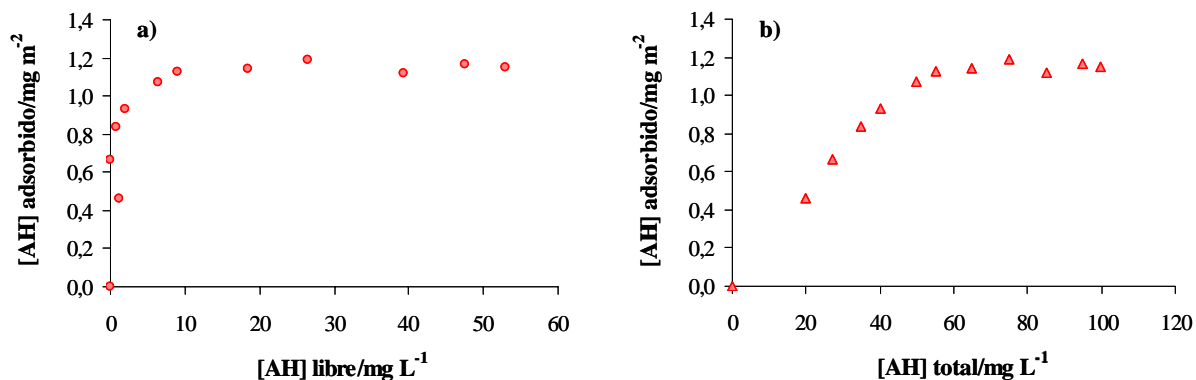 a)
[AH] adsorbido/mg m-2
1,4
1,2
1,0
0,8
0,6
0,4
0,2
0,0
0 10 20 30 40 50 60
[AH] libre/mg L-1
b)
[AH] adsorbido/mg m-2
1,4
1,2
1,0
0,8
0,6
0,4
0,2
0,0
0 20 40 60 80 100 120
[AH] total/mg L-1